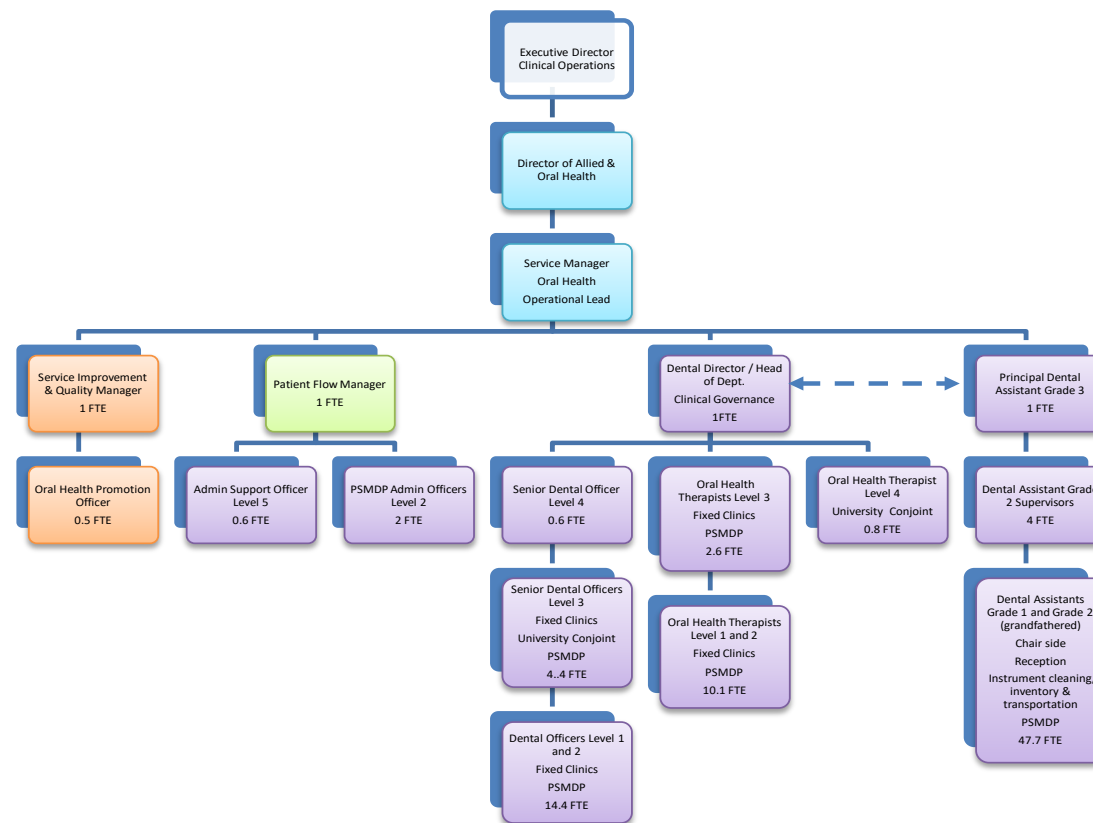 Executive Director
Clinical Operations
Director of Allied &
Oral Health
Service Manager
Oral Health
Operational Lead
Service Improvement
& Quality Manager
1 FTE
Patient Flow Manager
1 FTE
Dental Director / Head
of Dept.
Clinical Governance
1FTE
Principal Dental
Assistant Grade 3
1 FTE
Oral Health Promotion
Officer
0.5 FTE
Admin Support Officer
Level 5
0.6 FTE
PSMDP Admin Officers
Level 2
2 FTE
Senior Dental Officer
Level 4
0.6 FTE
Oral Health
Therapists Level 3
Fixed Clinics
PSMDP
2.6 FTE
Oral Health Therapist
Level 4
University Conjoint
0.8 FTE
Dental Assistant Grade
2 Supervisors
4 FTE
Senior Dental Officers
Level 3
Fixed Clinics
University Conjoint
PSMDP
4..4 FTE
Oral Health Therapists
Level 1 and 2
Fixed Clinics
PSMDP
10.1 FTE
Dental Assistants
Grade 1 and Grade 2
(grandfathered)
Chair side
Reception
Instrument cleaning,
inventory &
transportation
PSMDP
47.7 FTE
Dental Officers Level 1
and 2
Fixed Clinics
PSMDP
14.4 FTE